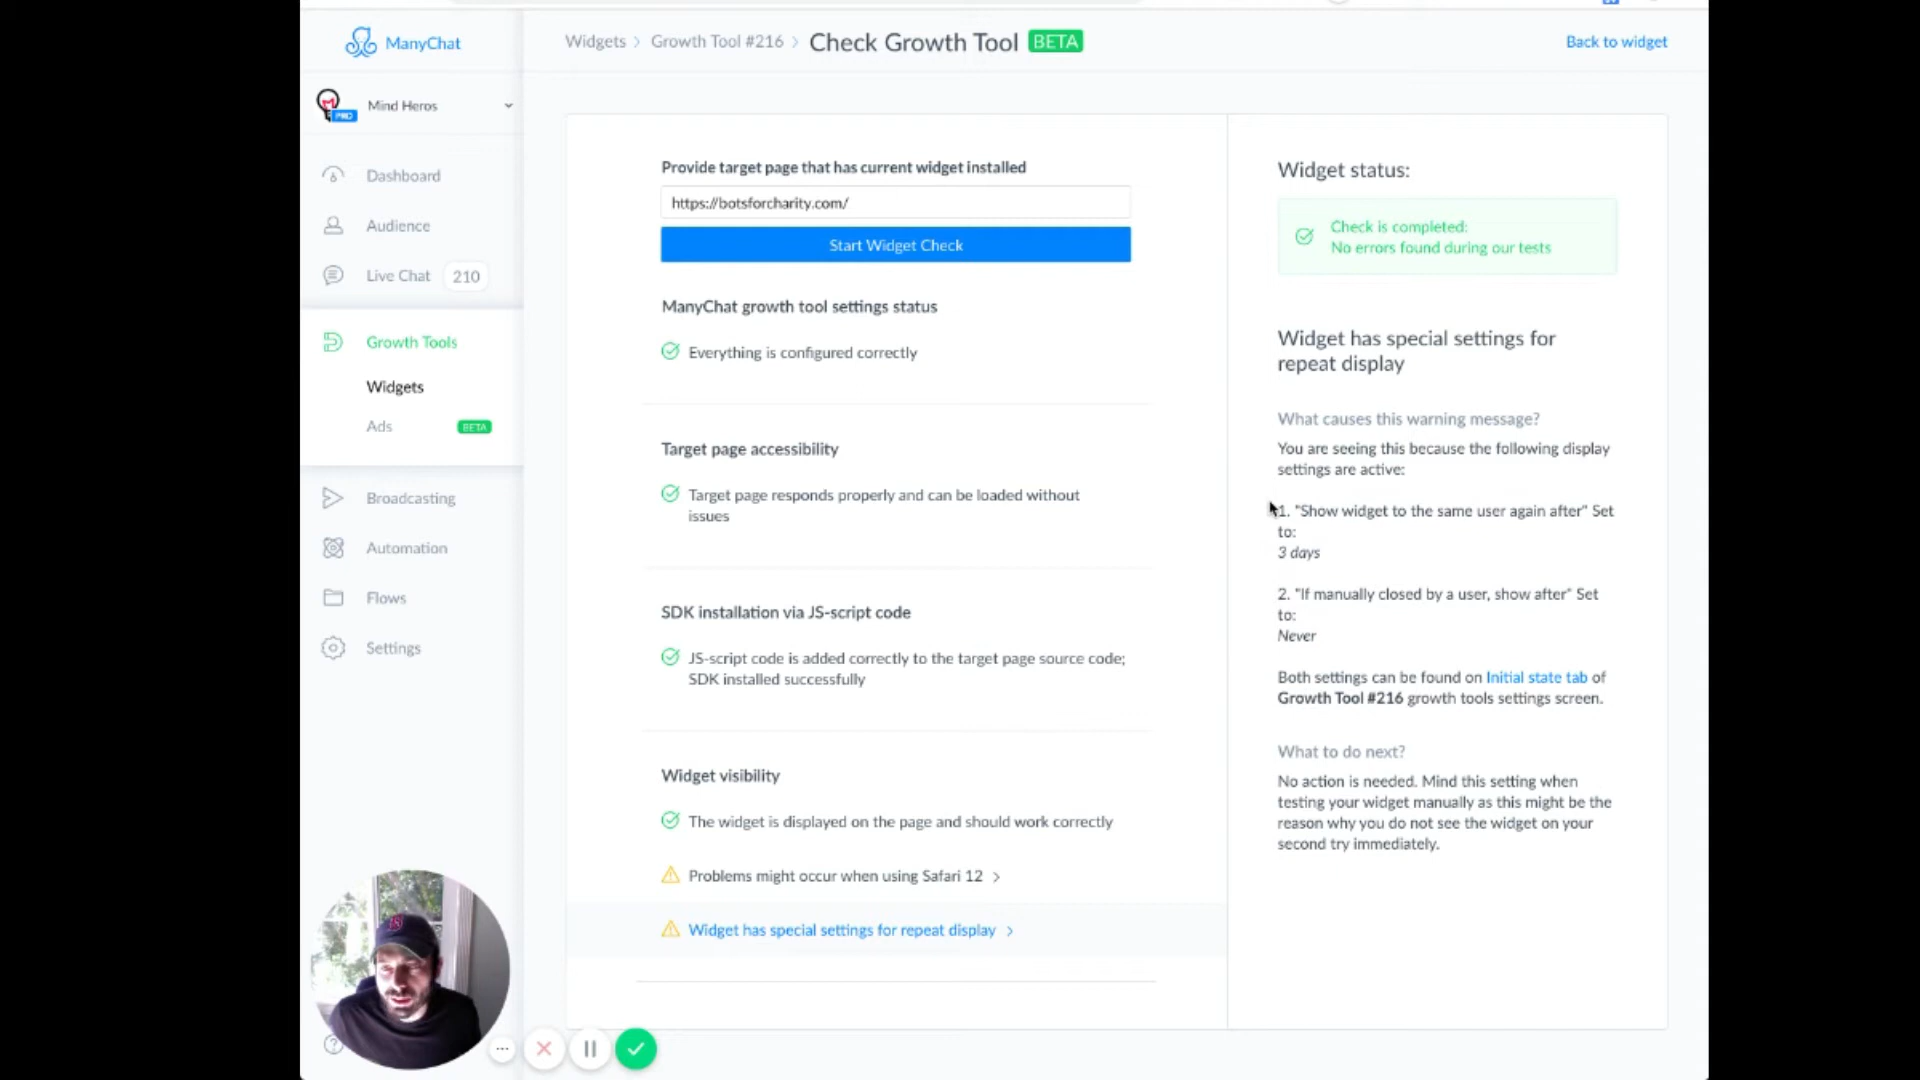 ManyChat
Widgets > Growth Tool #216 > Check Growth Tool BETA
Back to widget
PRO
Mind Heros
Dashboard
Audience
Live Chat 210
Growth Tools
Widgets
Ads BETA
Broadcasting
Automation
Flows
Settings
Provide target page that has current widget installed
https://botsforcharity.com/
Start Widget Check
ManyChat growth tool settings status
Everything is configured correctly
Target page accessibility
Target page responds properly and can be loaded without
issues
SDK installation via JS-script code
JS-script code is added correctly to the target page source code;
SDK installed successfully
Widget visibility
The widget is displayed on the page and should work correctly
Problems might occur when using Safari 12 >
Widget has special settings for repeat display >
Widget status:
Check is completed:
No errors found during our tests
Widget has special settings for
repeat display
What causes this warning message?
You are seeing this because the following display
settings are active:
1. "Show widget to the same user again after" Set
to:
3 days
2. "If manually closed by a user, show after" Set
to:
Never
Both settings can be found on Initial state tab of
Growth Tool #216 growth tools settings screen.
What to do next?
No action is needed. Mind this setting when
testing your widget manually as this might be the
reason why you do not see the widget on your
second try immediately.